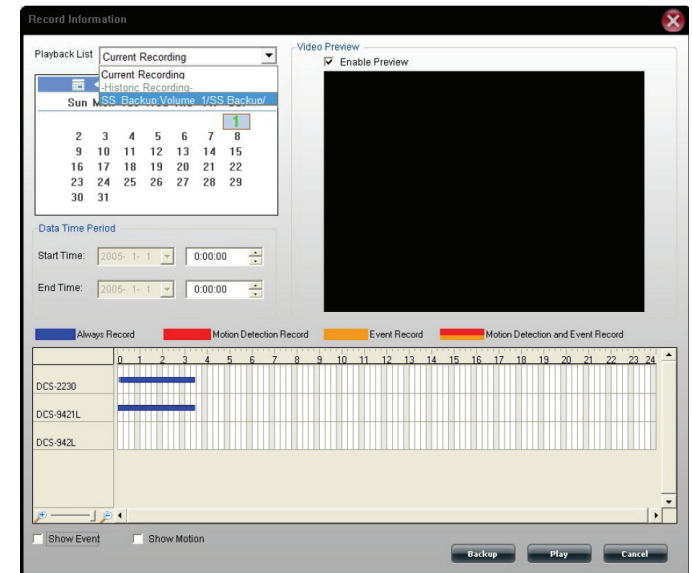 Record Information
Playback List
Current Recording
Current Recording
-Historic Recording-
SS_Backup:Volume_1/SS Backup/
Sun
1
2 3 4 5 6 7 8
9 10 11 12 13 14 15
16 17 18 19 20 21 22
23 24 25 26 27 28 29
30 31
Data Time Period
Start Time: 2005- 1- 1 0:00:00
End Time: 2005- 1- 1 0:00:00
Video Preview
Enable Preview
Always Record Motion Detection Record Event Record Motion Detection and Event Record
0 1 2 3 4 5 6 7 8 9 10 11 12 13 14 15 16 17 18 19 20 21 22 23 24
DCS-2230
DCS-9421L
DCS-942L
Show Event Show Motion
Backup Play Cancel